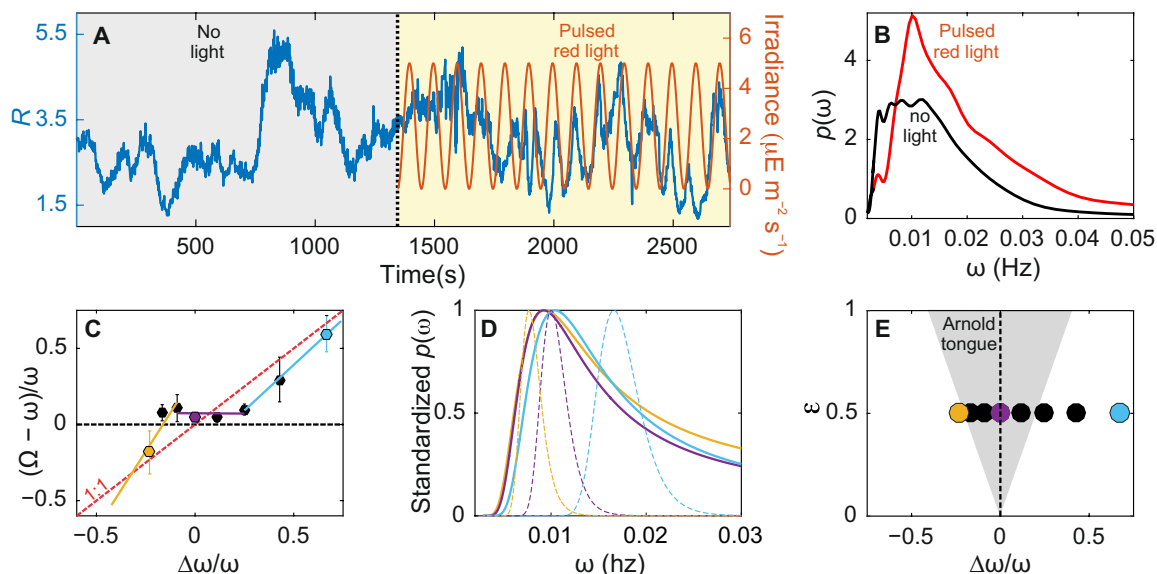 A
No
light
Pulsed
red light
R
5.5
3.5
1.5
500
1000
1500
2000
2500
Time(s)
6
4
2
0
Irradiance (μE m⁻² s⁻¹)
B
Pulsed
red light
no
light
p(ω)
4
2
0
0.01
0.02
0.03
0.04
0.05
ω (Hz)
C
(Ω − ω)/ω
0.5
0
−0.5
1:1
−0.5
0
0.5
Δω/ω
D
Standardized p(ω)
1
0.5
0
0.01
0.02
0.03
ω (hz)
E
Arnold
tongue
ε
1
0.5
0
−0.5
0
0.5
Δω/ω